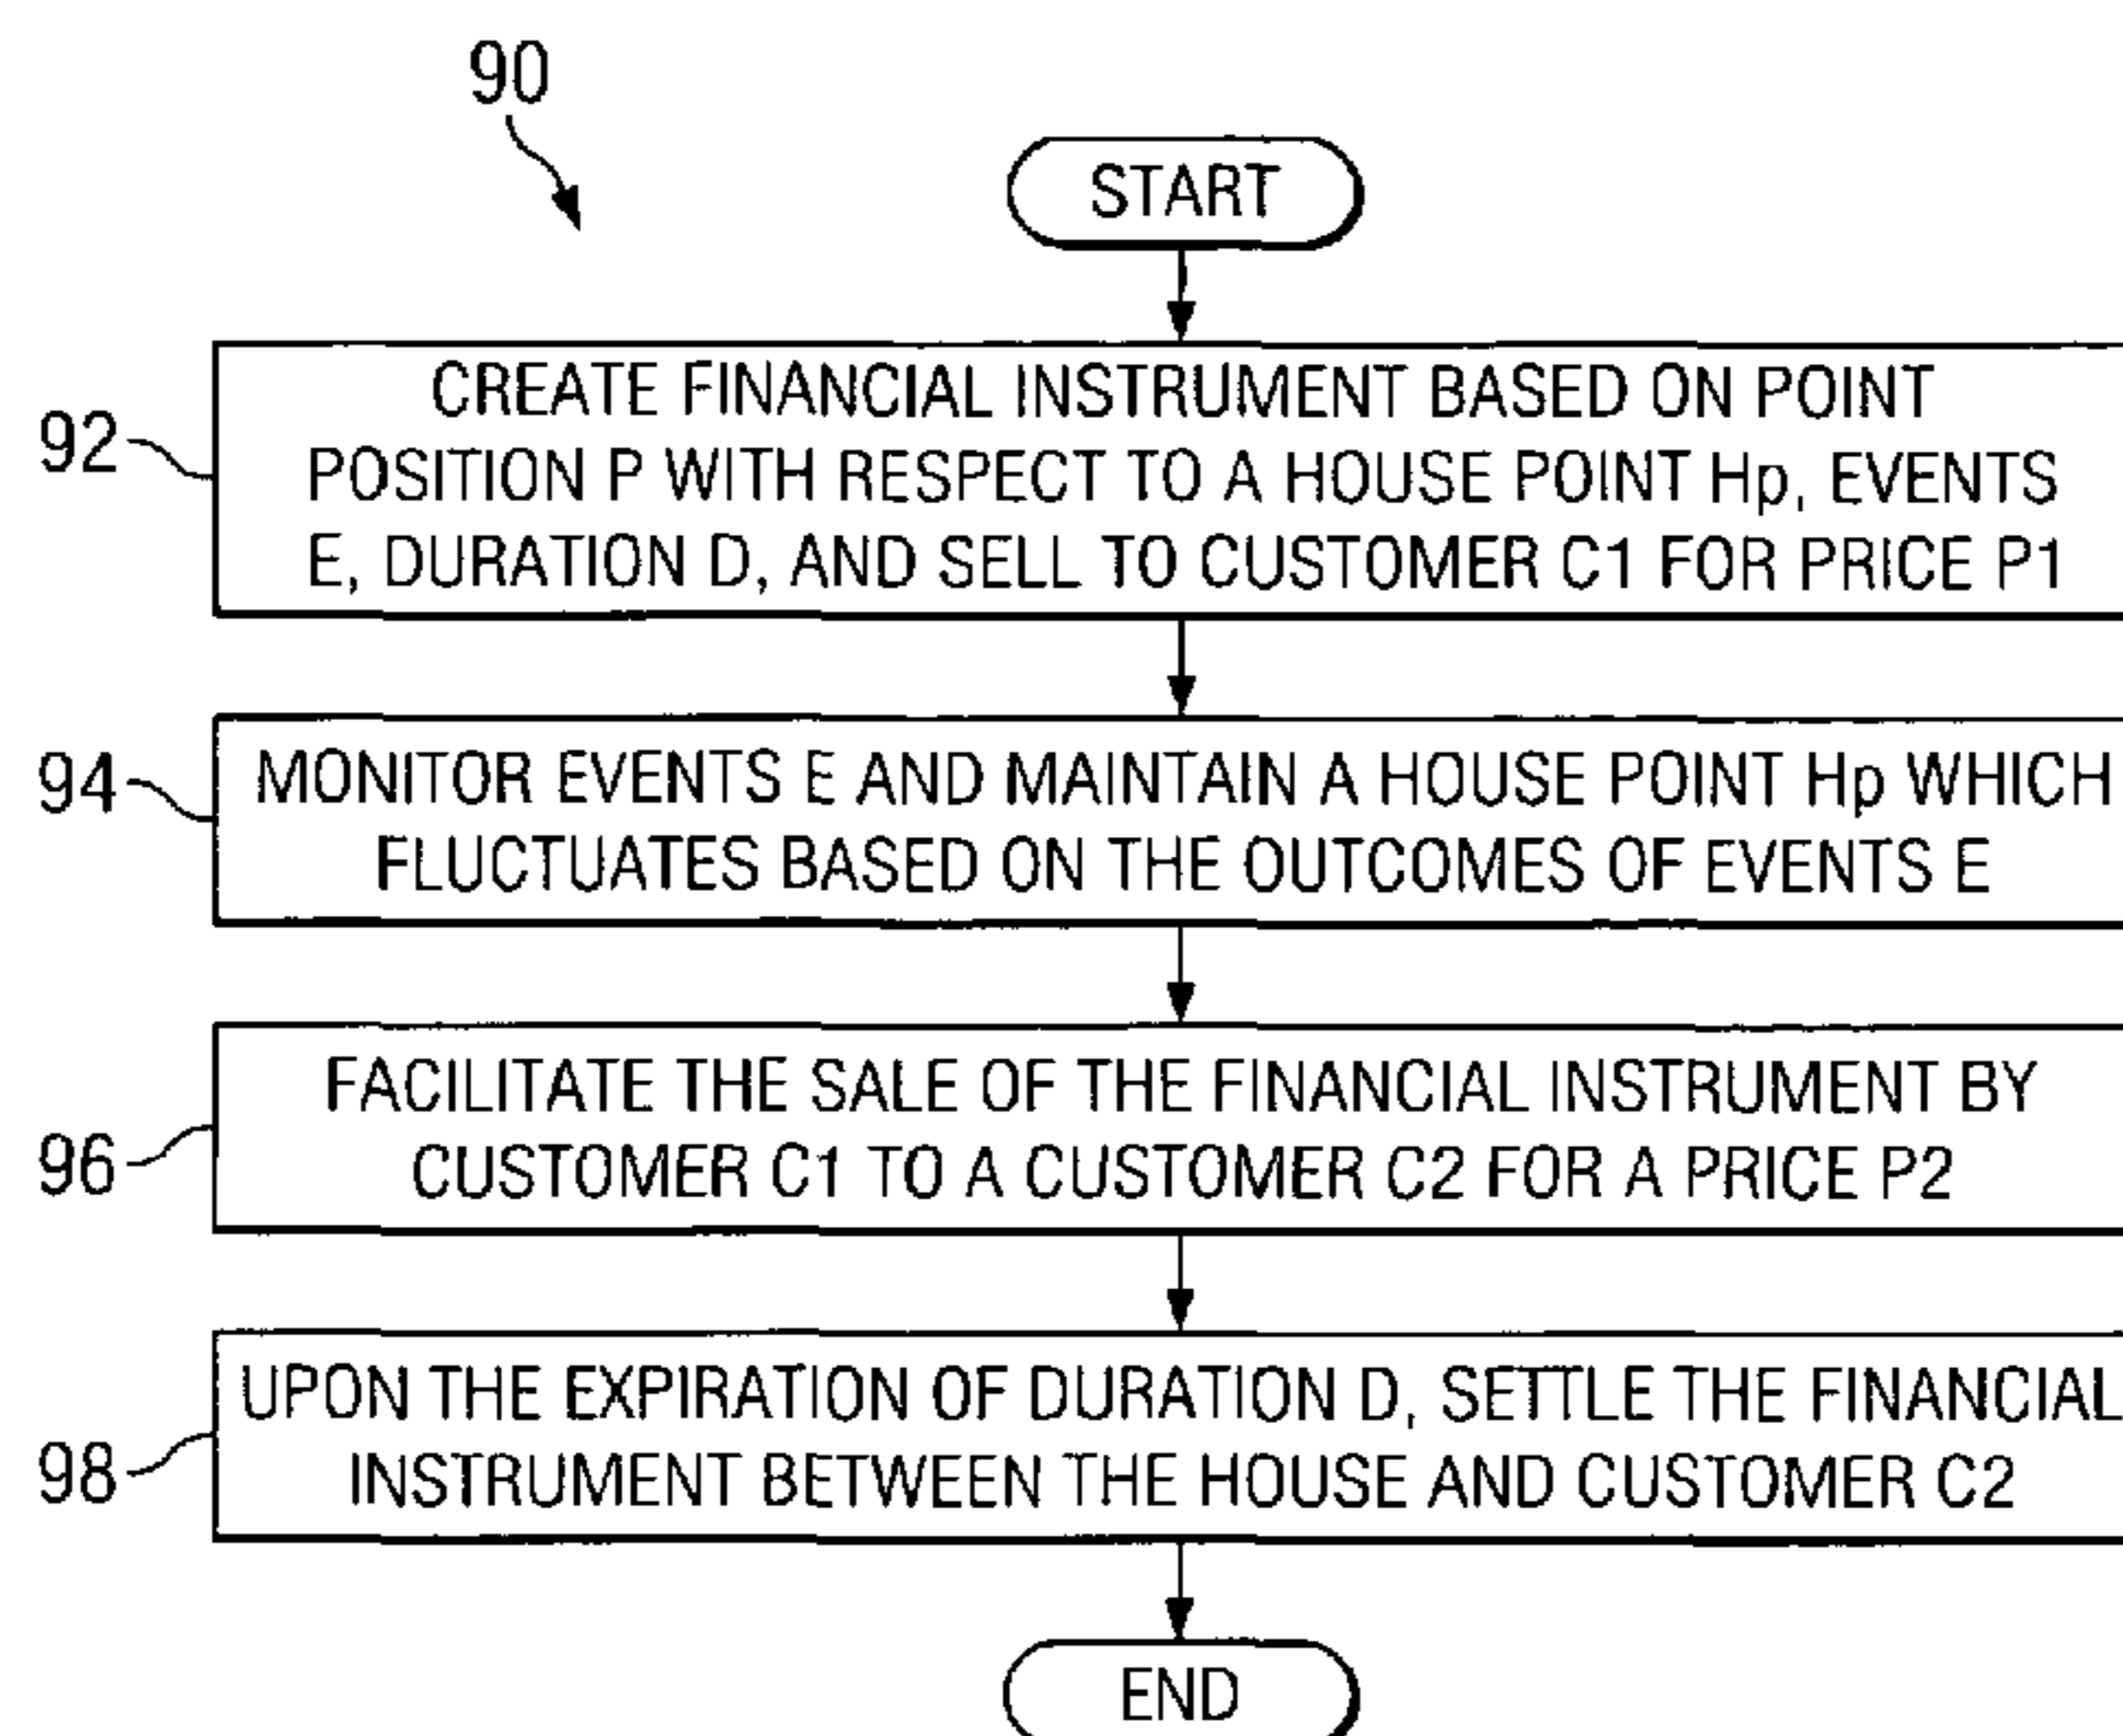 90
START
92
CREATE FINANCIAL INSTRUMENT BASED ON POINT
POSITION P WITH RESPECT TO A HOUSE POINT Hp, EVENTS
E, DURATION D, AND SELL TO CUSTOMER C1 FOR PRICE P1
94
MONITOR EVENTS E AND MAINTAIN A HOUSE POINT Hp WHICH
FLUCTUATES BASED ON THE OUTCOMES OF EVENTS E
96
FACILITATE THE SALE OF THE FINANCIAL INSTRUMENT BY
CUSTOMER C1 TO A CUSTOMER C2 FOR A PRICE P2
98
UPON THE EXPIRATION OF DURATION D, SETTLE THE FINANCIAL
INSTRUMENT BETWEEN THE HOUSE AND CUSTOMER C2
END